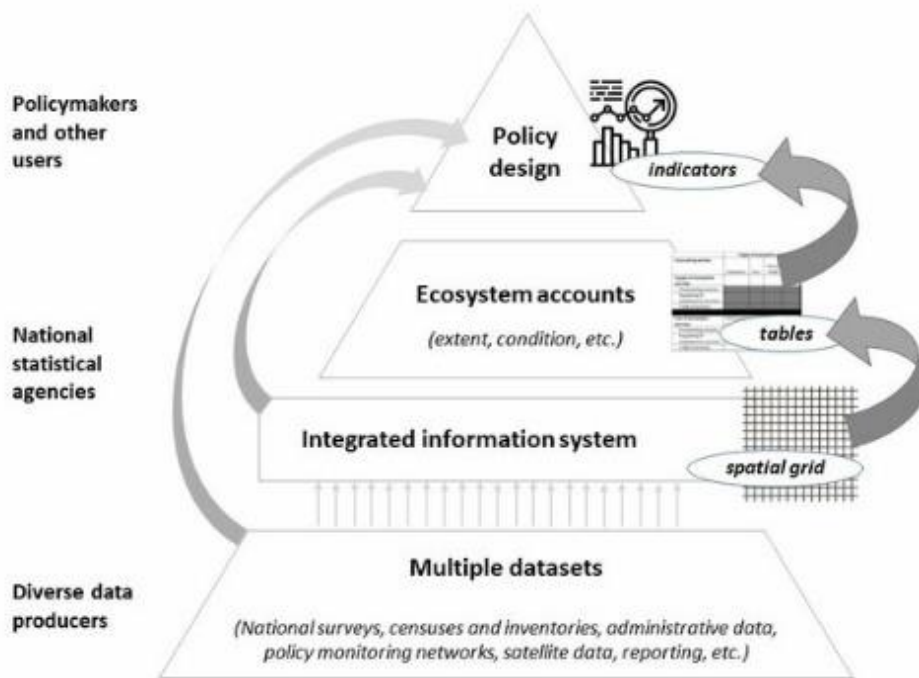 Policymakers
and other
users
Policy
design
indicators
Ecosystem accounts
(extent, condition, etc.)
tables
National
statistical
agencies
Integrated information system
spatial grid
Multiple datasets
(National surveys, censuses and inventories, administrative data,
policy monitoring networks, satellite data, reporting, etc.)
Diverse data
producers